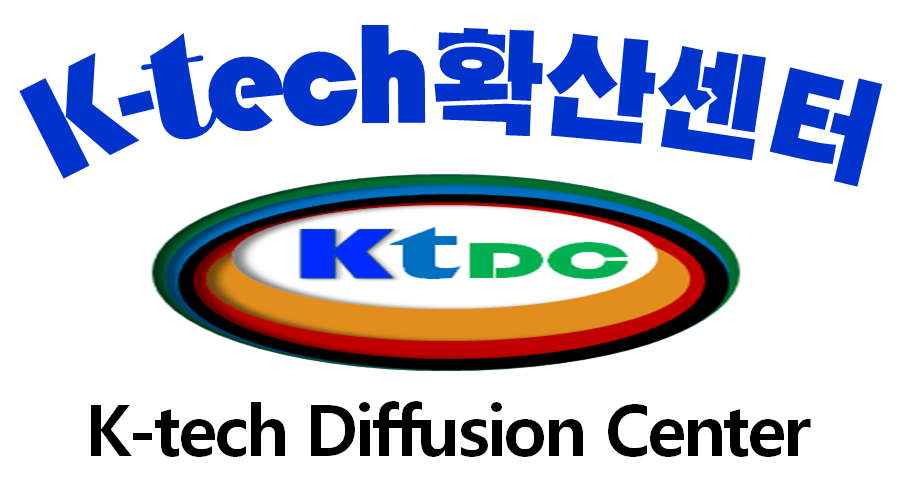 K-tech확산센터
KtDC
K-tech Diffusion Center